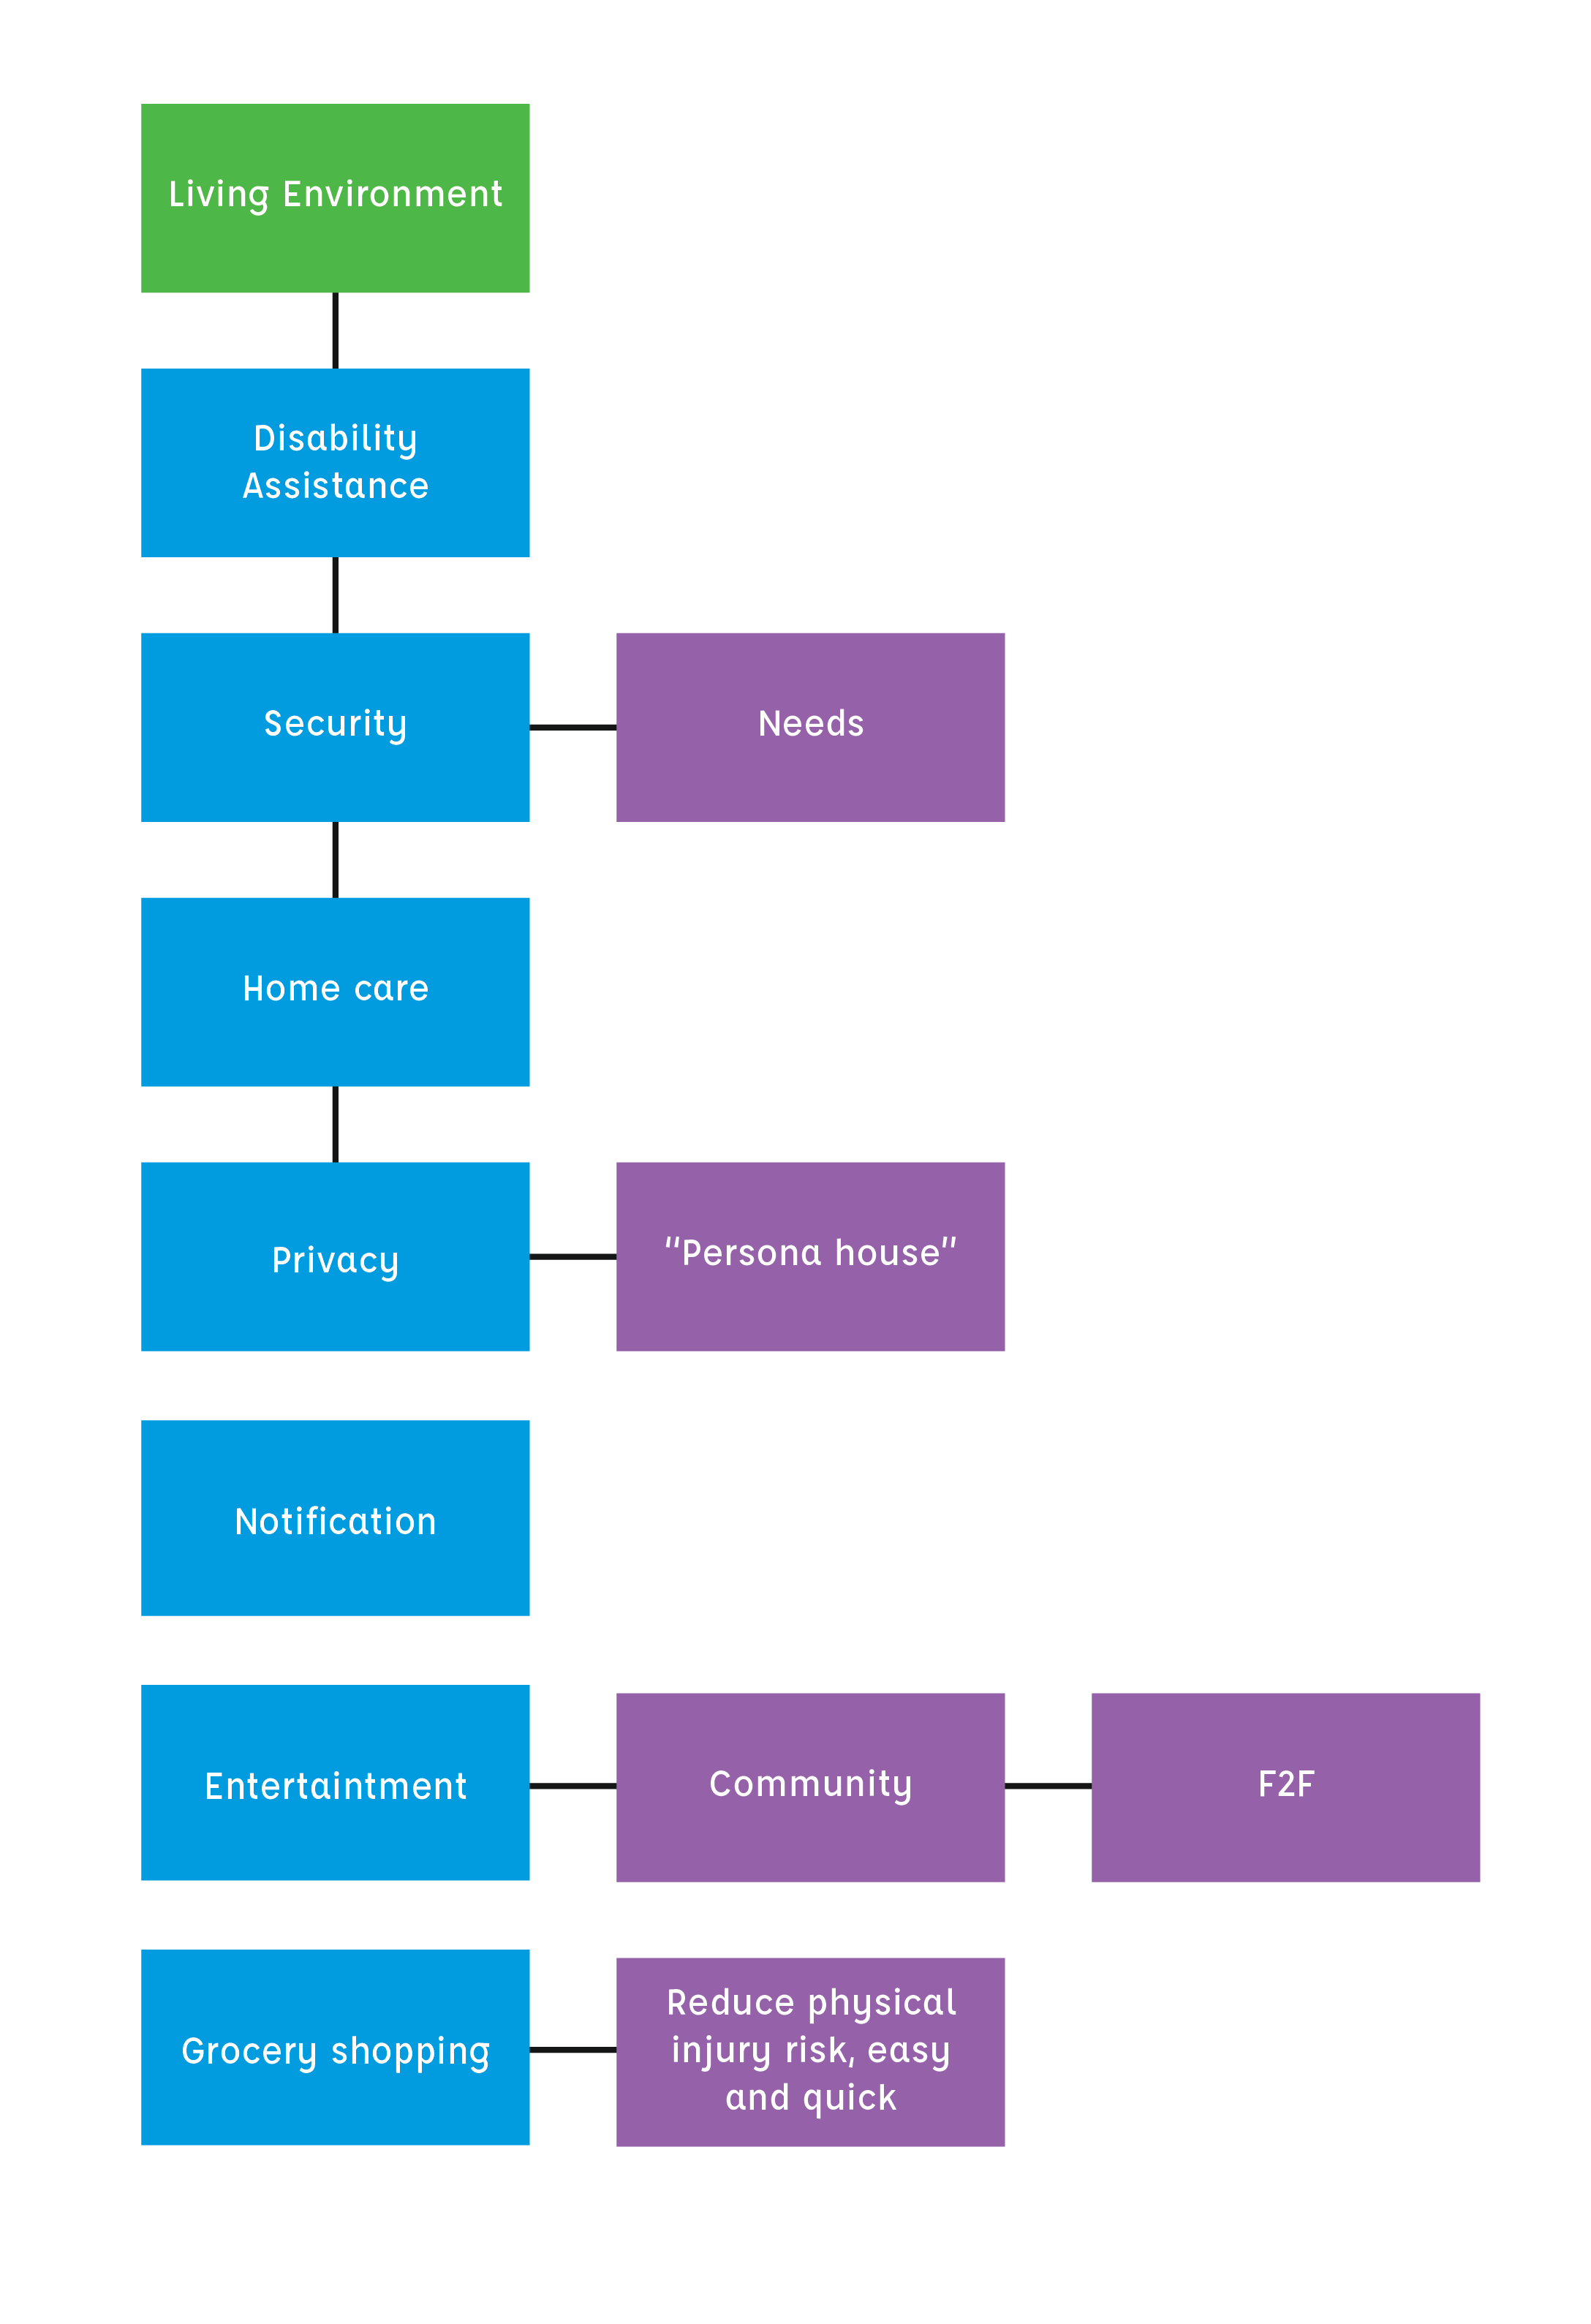 Living Environment
Disability
Assistance
Security
Needs
Home care
Privacy
"Persona house"
Notification
Entertaintment
Community
F2F
Grocery shopping
Reduce physical
injury risk, easy
and quick